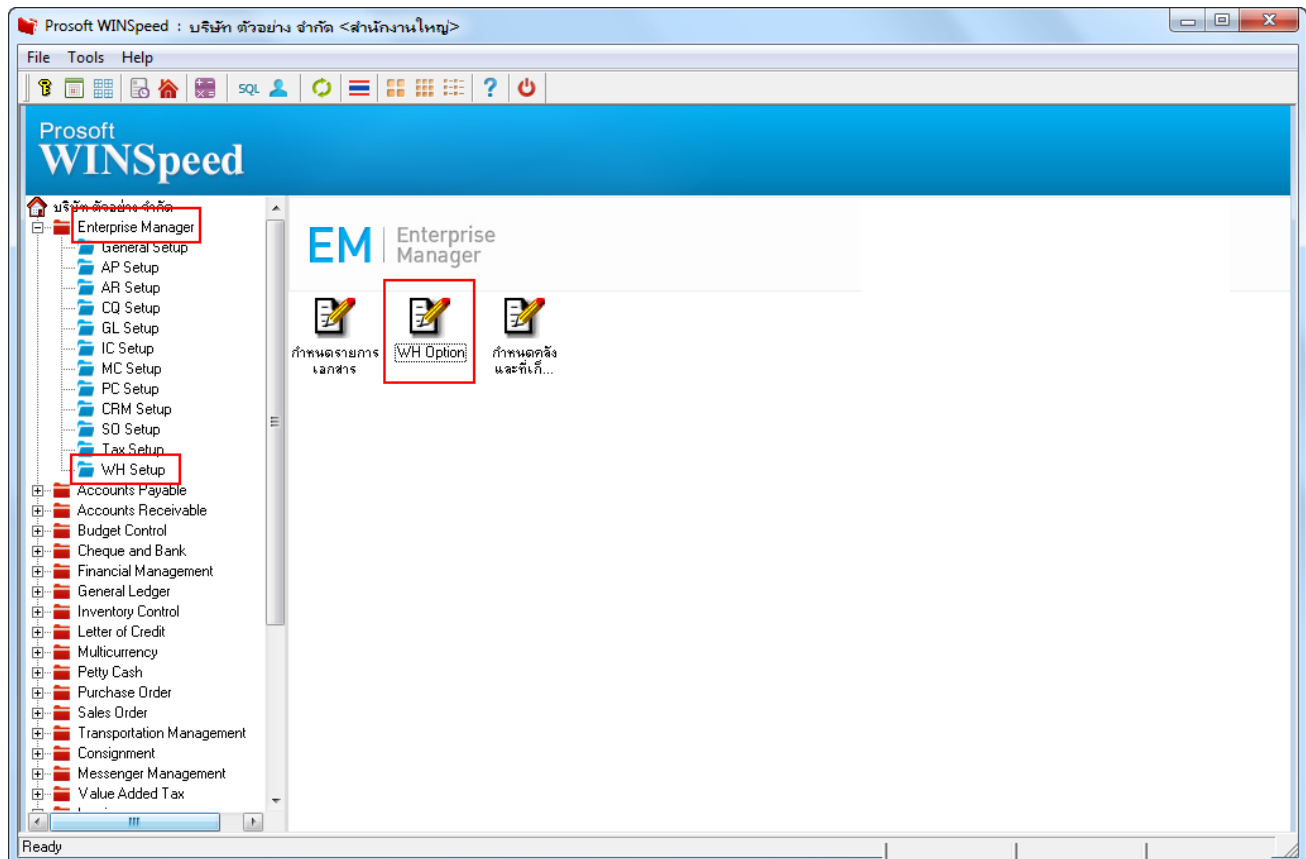 Prosoft WINSpeed : บริษัท ตัวอย่าง จำกัด <สำนักงานใหญ่>
File Tools Help
SQL
Prosoft
WINSpeed
บริษัท ตัวอย่าง จำกัด
Enterprise Manager
General Setup
AP Setup
AR Setup
CQ Setup
GL Setup
IC Setup
MC Setup
PC Setup
CRM Setup
SO Setup
Tax Setup
WH Setup
Accounts Payable
Accounts Receivable
Budget Control
Cheque and Bank
Financial Management
General Ledger
Inventory Control
Letter of Credit
Multicurrency
Petty Cash
Purchase Order
Sales Order
Transportation Management
Consignment
Messenger Management
Value Added Tax
EM Enterprise
Manager
กำหนดรายการ
เอกสาร
WH Option
กำหนดคลัง
และที่เก็...
Ready